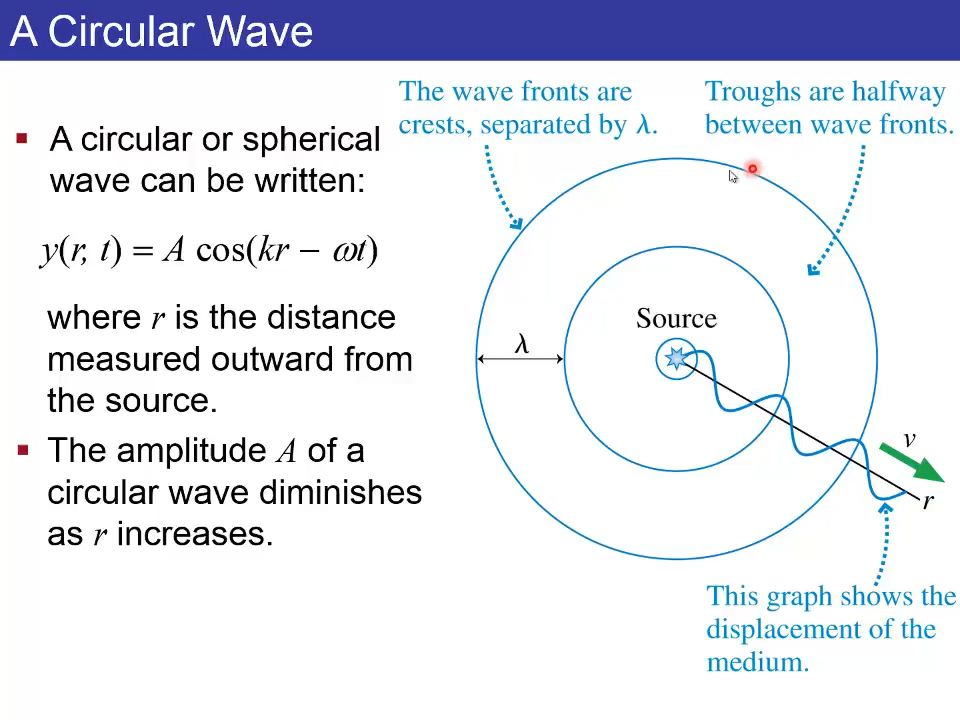 A Circular Wave
▪ A circular or spherical
wave can be written:
y(r, t) = A cos(kr − ωt)
where r is the distance
measured outward from
the source.
▪ The amplitude A of a
circular wave diminishes
as r increases.
The wave fronts are
crests, separated by λ.
Troughs are halfway
between wave fronts.
Source
λ
v
r
This graph shows the
displacement of the
medium.